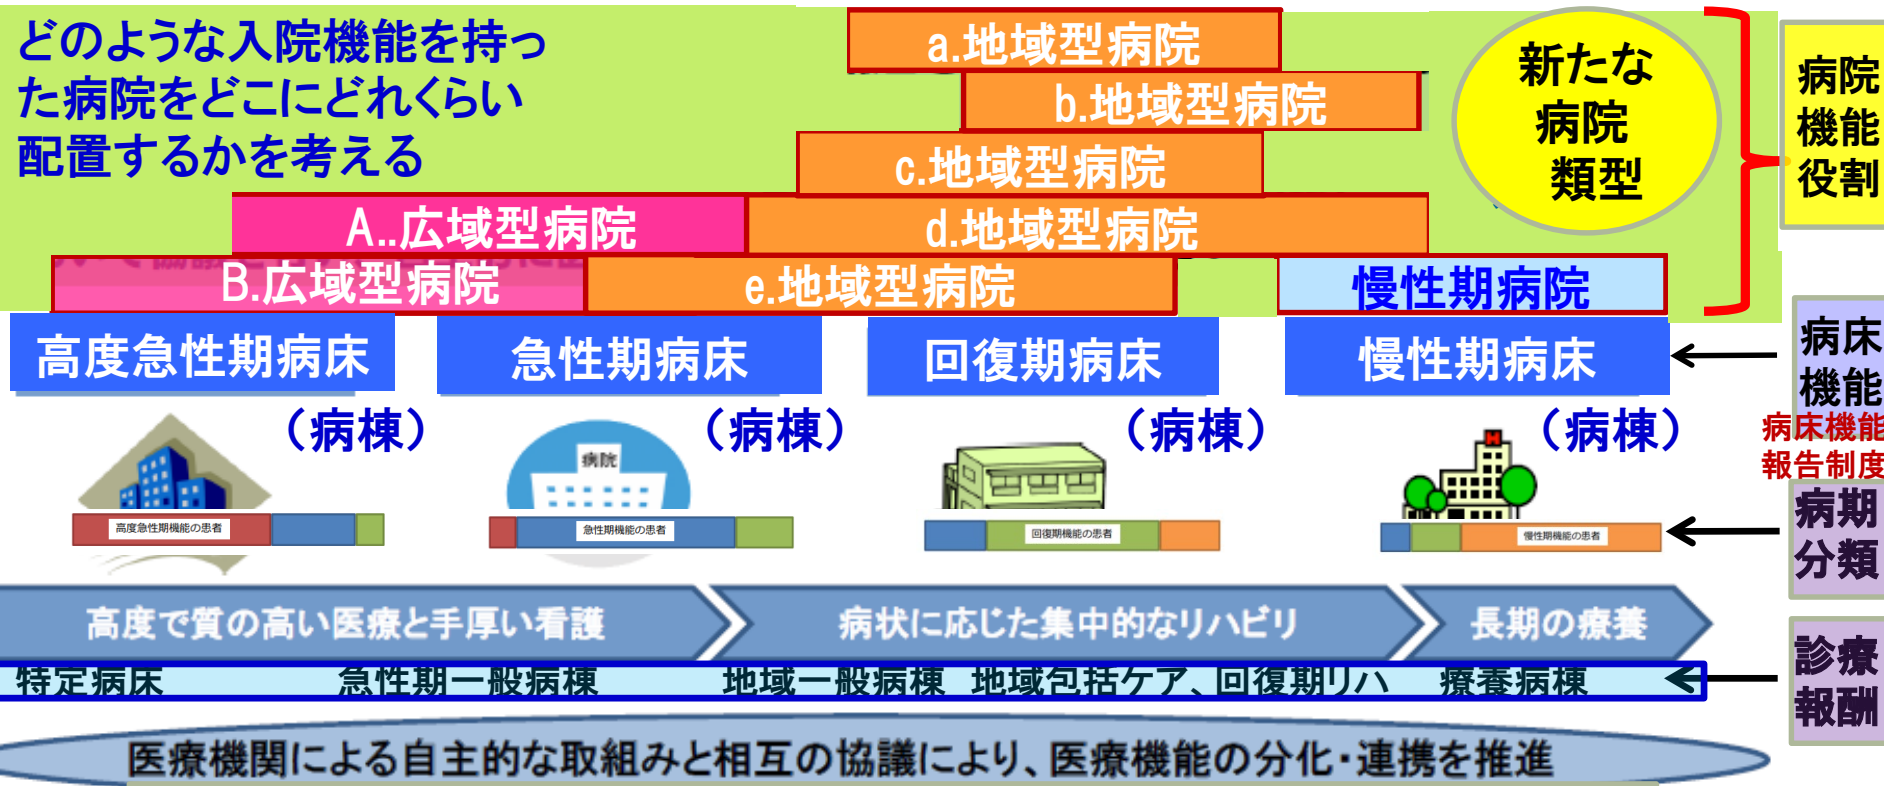 どのような入院機能を持っ
た病院をどこにどれくらい
配置するかを考える
a.地域型病院
b.地域型病院
c.地域型病院
A..広域型病院
d.地域型病院
B.広域型病院
e.地域型病院
慢性期病院
新たな
病院
類型
病院
機能
役割
高度急性期病床
急性期病床
回復期病床
慢性期病床
病床
機能
（病棟）
（病棟）
（病棟）
（病棟）
病床機能
報告制度
病院
H
高度急性期機能の患者
急性期機能の患者
回復期機能の患者
慢性期機能の患者
病期
分類
高度で質の高い医療と手厚い看護
病状に応じた集中的なリハビリ
長期の療養
特定病床
急性期一般病棟
地域一般病棟
地域包括ケア、回復期リハ
療養病棟
診療
報酬
医療機関による自主的な取組みと相互の協議により、医療機能の分化・連携を推進